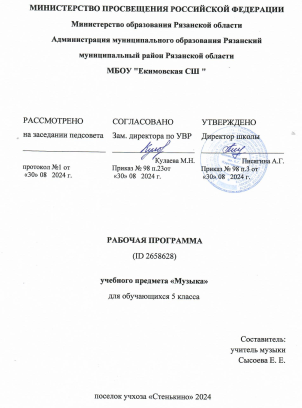 МИНИСТЕРСТВО ПРОСВЕЩЕНИЯ РОССИЙСКОЙ ФЕДЕРАЦИИ
Министерство образования Рязанской области
Администрация муниципального образования Рязанский
муниципальный район Рязанской области
МБОУ "Екимовская СШ "
РАССМОТРЕНО
на заседании педсовета
протокол №1 от
«30» 08 2024 г.
СОГЛАСОВАНО
Зам. директора по УВР
Кулаева М.Н.
Приказ № 98 п.23от
«30» 08 2024 г.
УТВЕРЖДЕНО
Директор школы
Писягина А.Г.
Приказ № 98 п.3 от
«30» 08 2024 г.
РАБОЧАЯ ПРОГРАММА
(ID 2658628)
учебного предмета «Музыка»
для обучающихся 5 класса
Составитель:
учитель музыки
Сысоева Е. Е.
поселок учхоза «Стенькино» 2024